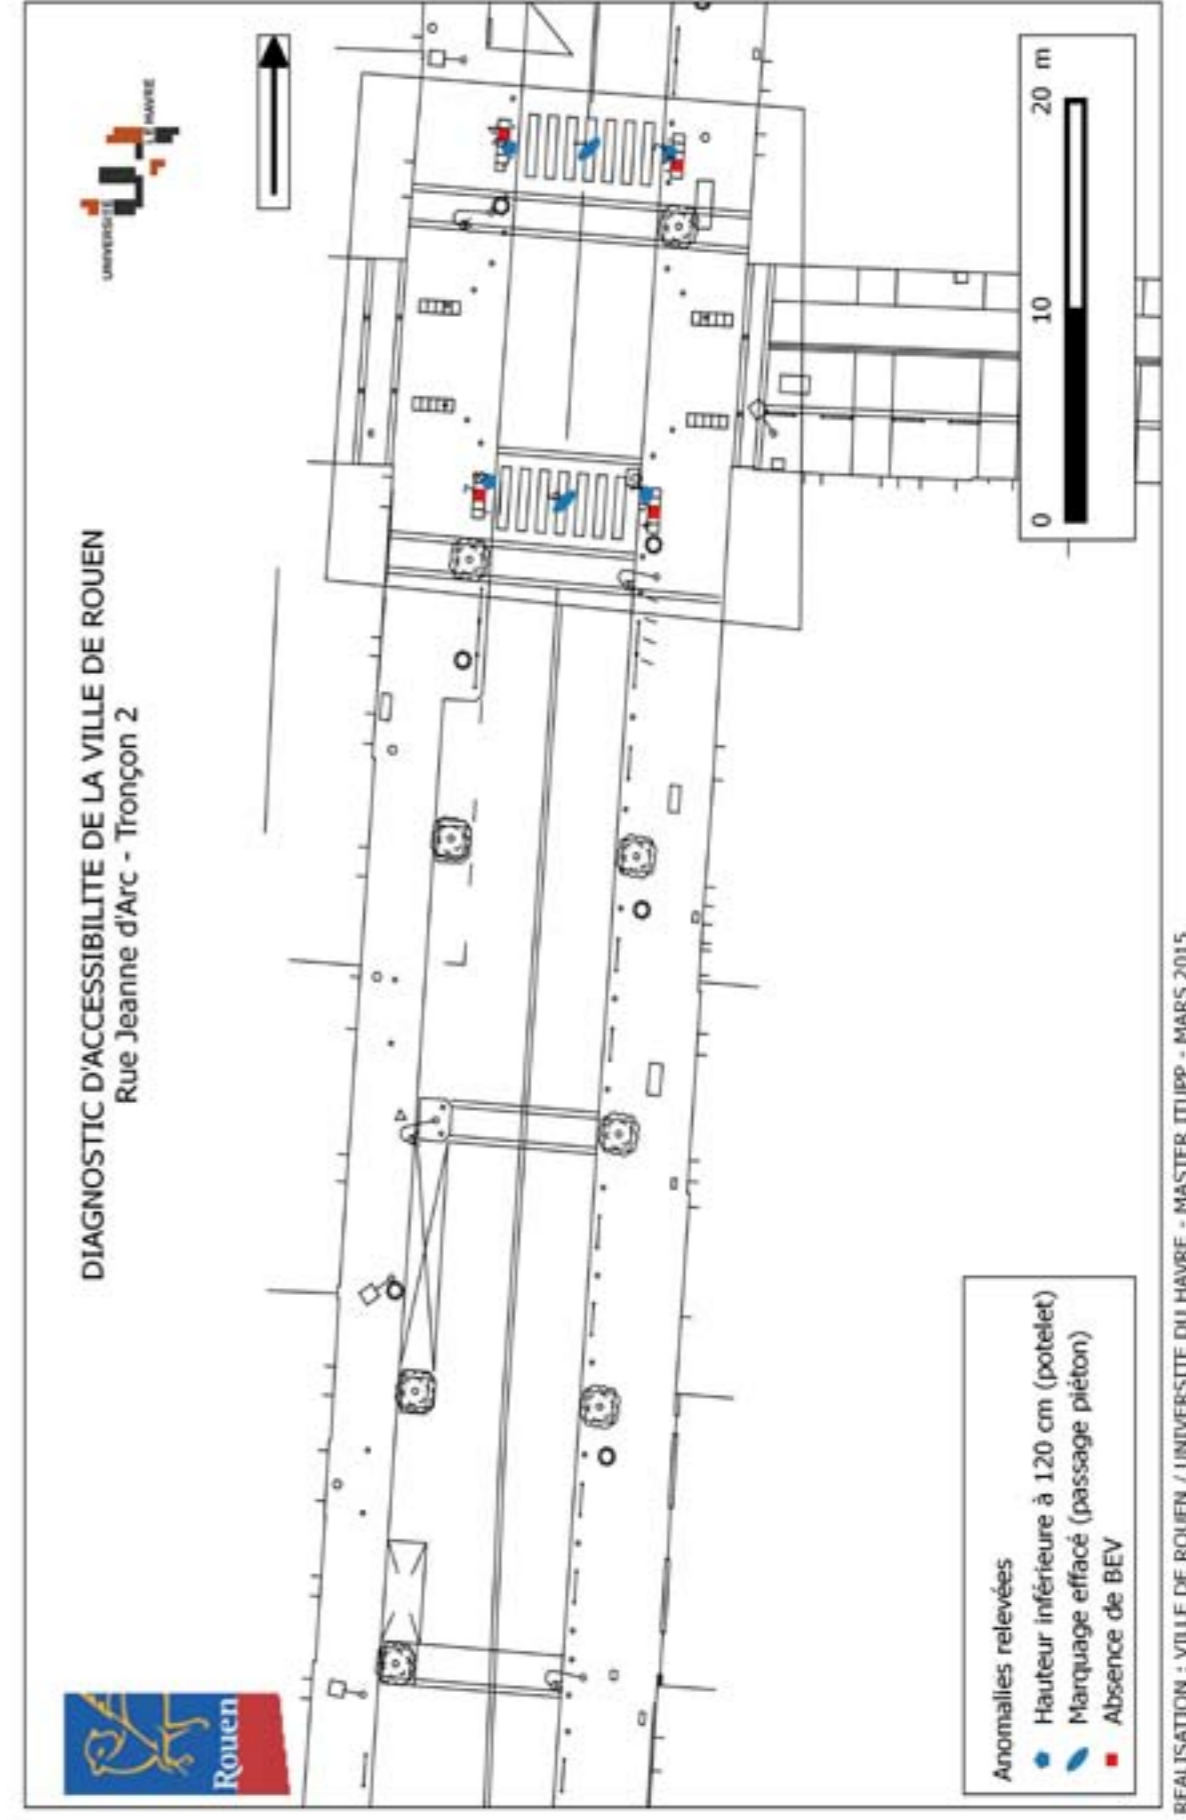 DIAGNOSTIC D'ACCESSIBILITE DE LA VILLE DE ROUEN
Rue Jeanne d'Arc - Tronçon 2
Rouen
UNIVERSITÉ
LE HAVRE
Anomalies relevées
Hauteur inférieure à 120 cm (potelet)
Marquage effacé (passage piéton)
Absence de BEV
0 10 20 m
REALISATION : VILLE DE ROUEN / UNIVERSITE DU HAVRE - MASTER ITUPP - MARS 2015